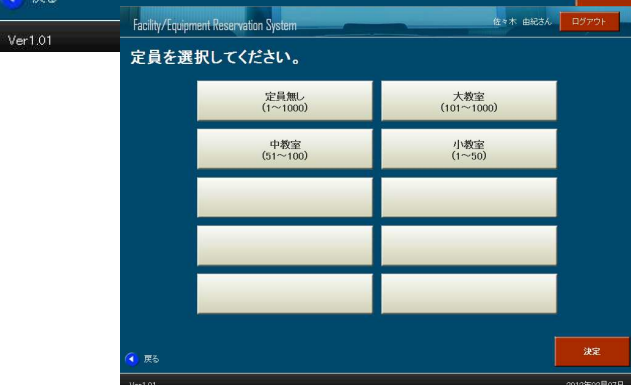 戻る
Ver1.01
Facility/Equipment Reservation System
佐々木 由紀さん
ログアウト
定員を選択してください。
定員無し
(1～1000)
大教室
(101～1000)
中教室
(51～100)
小教室
(1～50)
戻る
決定